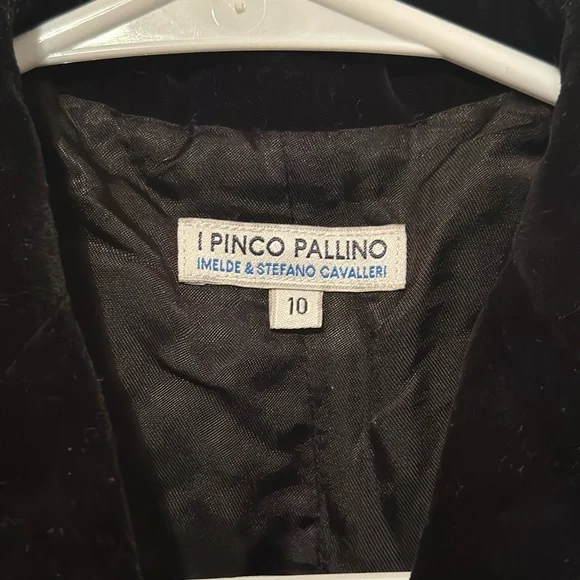 I PINCO PALLINO
IMELDE & STEFANO CAVALLERI
10